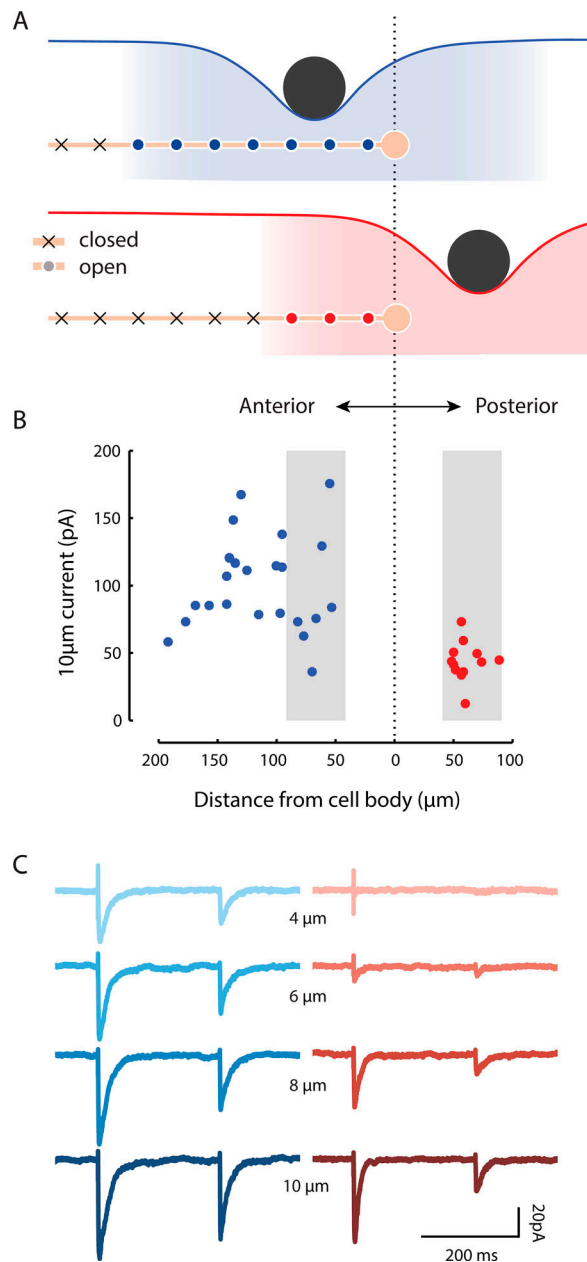 A
closed
open
Anterior
Posterior
B
200
150
100
50
0
10μm current (pA)
200 150 100 50 0 50 100
Distance from cell body (μm)
C
4 μm
6 μm
8 μm
10 μm
20pA
200 ms